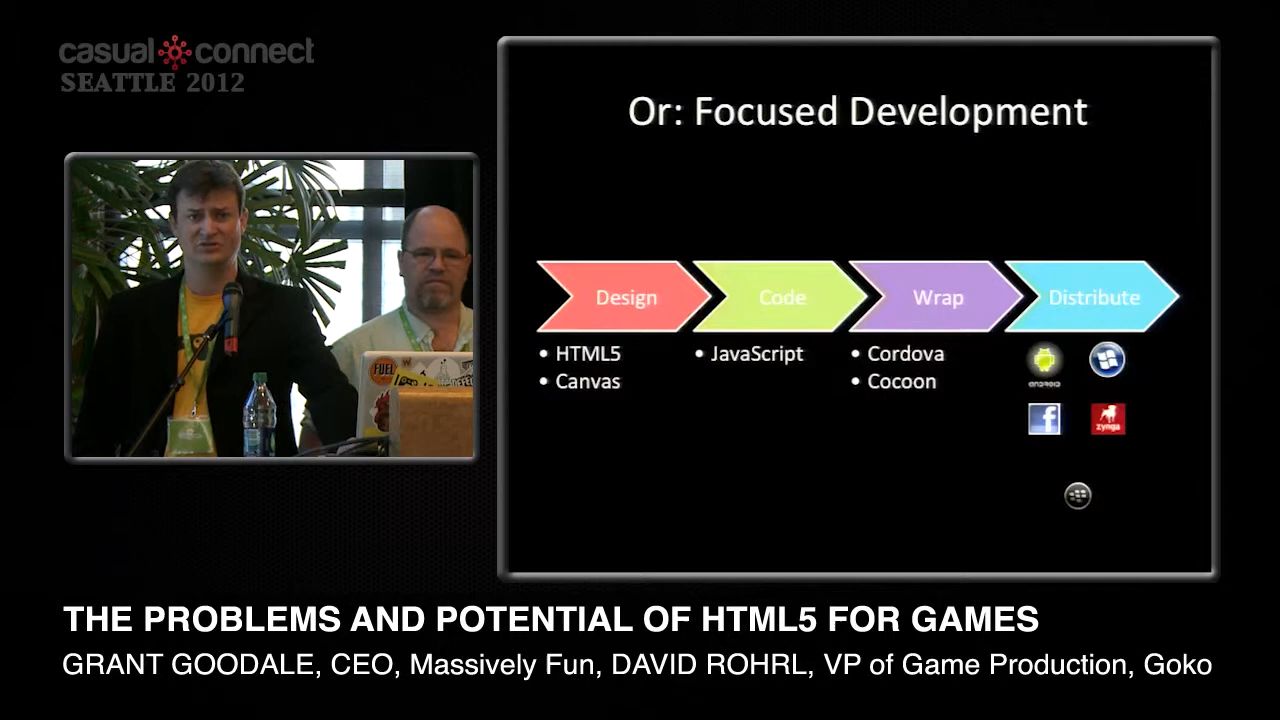 casual connect
SEATTLE 2012
Or: Focused Development
Design
Code
Wrap
Distribute
• HTML5
• Canvas
• JavaScript
• Cordova
• Cocoon
ANDROID
f
zynga
FUEL
THE PROBLEMS AND POTENTIAL OF HTML5 FOR GAMES
GRANT GOODALE, CEO, Massively Fun, DAVID ROHRL, VP of Game Production, Goko